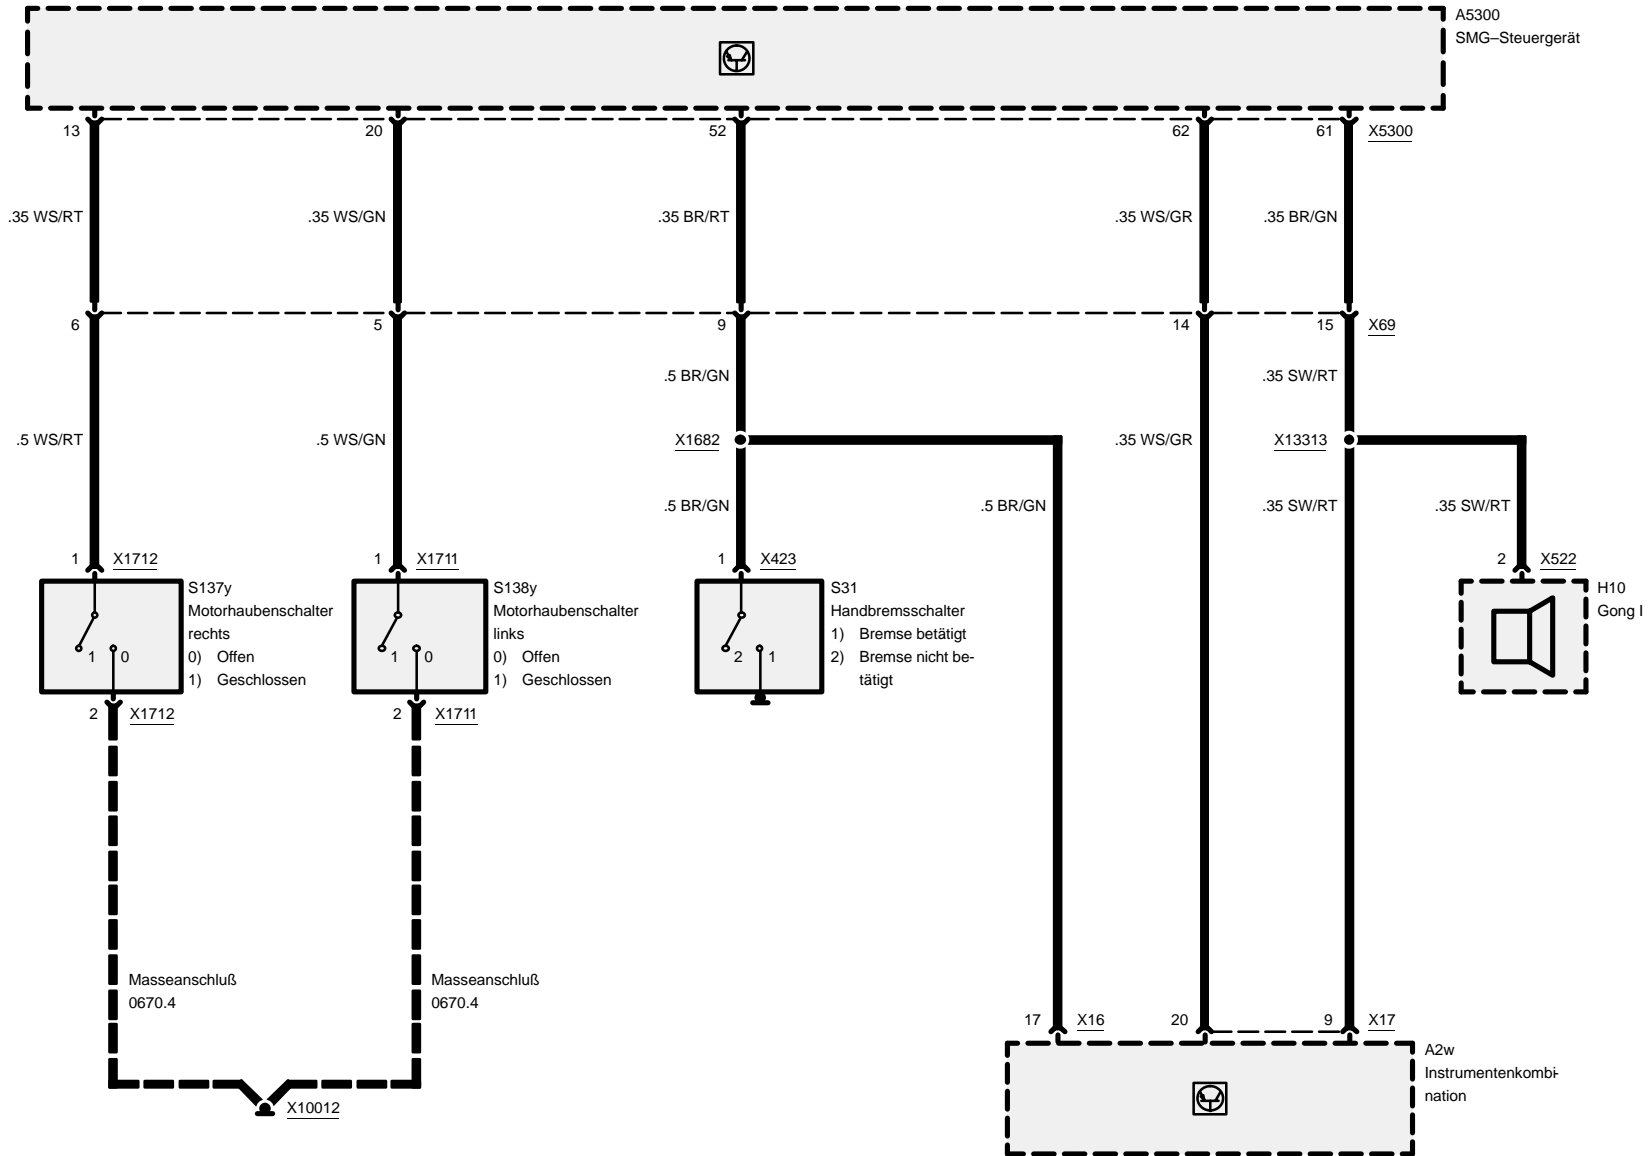 A5300
SMG–Steuergerät
13
20
52
62
61
X5300
.35 WS/RT
.35 WS/GN
.35 BR/RT
.35 WS/GR
.35 BR/GN
6
5
9
14
15
X69
.5 BR/GN
.35 SW/RT
.5 WS/RT
.5 WS/GN
X1682
.35 WS/GR
X13313
.5 BR/GN
.5 BR/GN
.35 SW/RT
.35 SW/RT
1
X1712
1
X1711
1
X423
2
X522
1
0
S137y
Motorhaubenschalter
rechts
0) Offen
1) Geschlossen
1
0
S138y
Motorhaubenschalter
links
0) Offen
1) Geschlossen
2
1
S31
Handbremsschalter
1) Bremse betätigt
2) Bremse nicht be-
tätigt
H10
Gong I
2
X1712
2
X1711
Masseanschluß
0670.4
Masseanschluß
0670.4
17
X16
20
9
X17
A2w
Instrumentenkombi-
nation
X10012